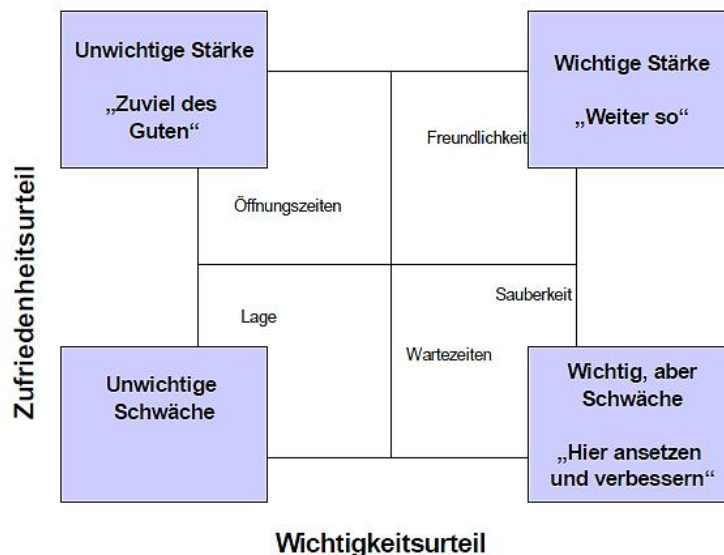 Unwichtige Stärke
„Zuviel des
Guten“
Wichtige Stärke
„Weiter so“
Freundlichkeit
Öffnungszeiten
Zufriedenheitsurteil
Sauberkeit
Lage
Wartezeiten
Unwichtige
Schwäche
Wichtig, aber
Schwäche
„Hier ansetzen
und verbessern“
Wichtigkeitsurteil